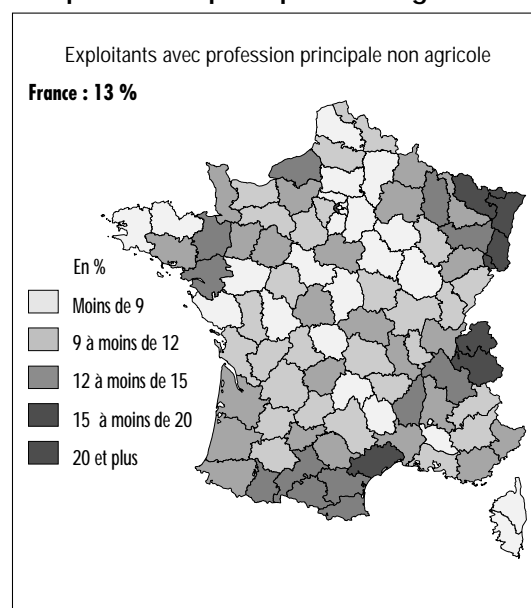 Exploitants avec profession principale non agricole
France : 13 %
En %
Moins de 9
9 à moins de 12
12 à moins de 15
15 à moins de 20
20 et plus